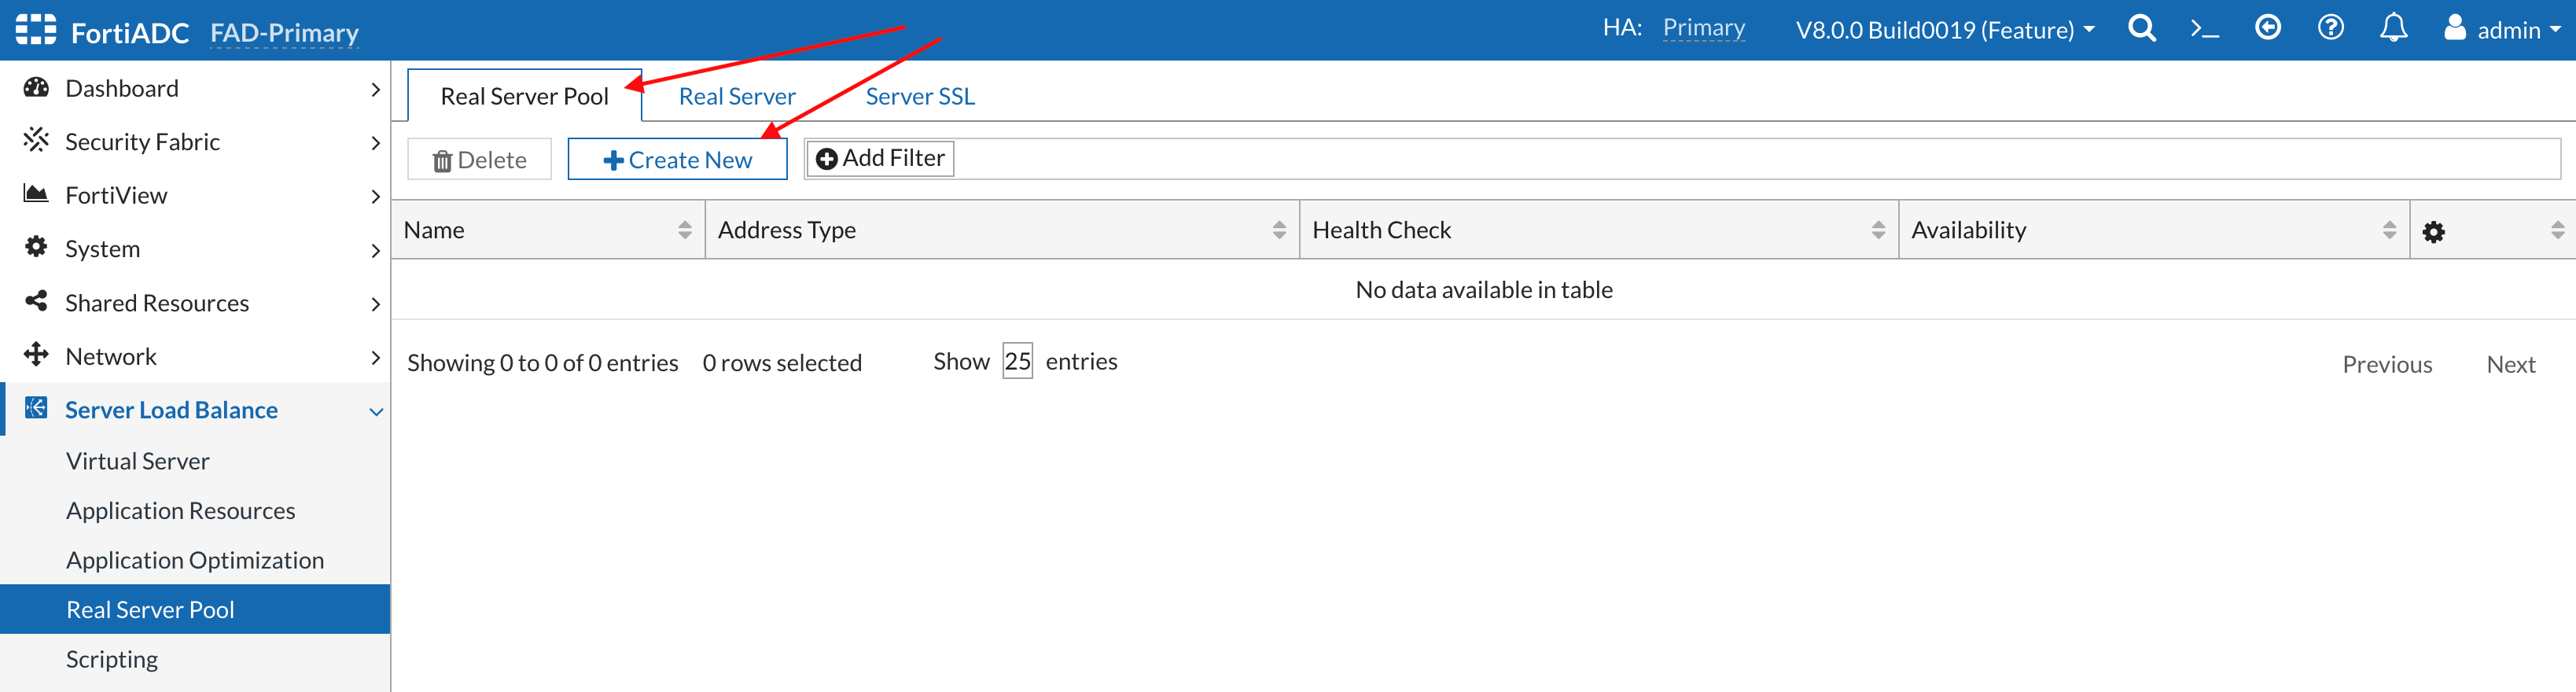 FortiADC FAD-Primary HA: Primary V8.0.0 Build0019 (Feature) admin
Dashboard
Security Fabric
FortiView
System
Shared Resources
Network
Server Load Balance
Virtual Server
Application Resources
Application Optimization
Real Server Pool
Scripting
Real Server Pool Real Server Server SSL
Delete Create New Add Filter
Name Address Type Health Check Availability
No data available in table
Showing 0 to 0 of 0 entries 0 rows selected Show 25 entries Previous Next